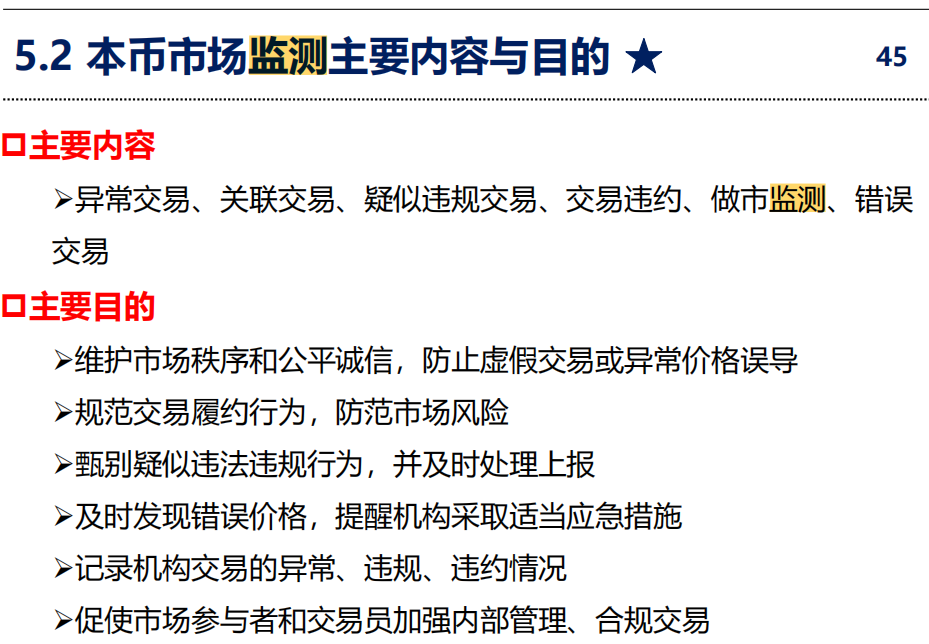 5.2 本币市场监测主要内容与目的 ★ 45
主要内容
➢异常交易、关联交易、疑似违规交易、交易违约、做市监测、错误
交易
主要目的
➢维护市场秩序和公平诚信，防止虚假交易或异常价格误导
➢规范交易履约行为，防范市场风险
➢甄别疑似违法违规行为，并及时处理上报
➢及时发现错误价格，提醒机构采取适当应急措施
➢记录机构交易的异常、违规、违约情况
➢促使市场参与者和交易员加强内部管理、合规交易